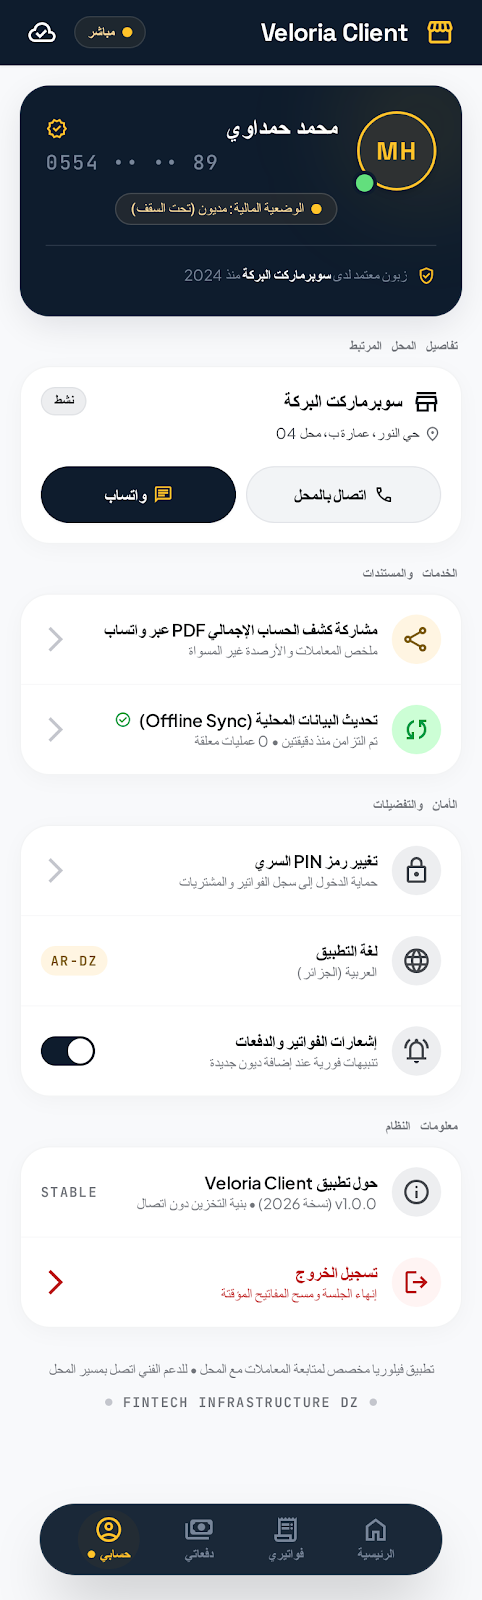 Veloria Client
مباشر
MH
محمد حمداوي
0554 •• •• 89
الوضعية المالية: مديون (تحت السقف)
زبون معتمد لدى سوبرماركت البركة منذ 2024
تفاصيل المحل المرتبط
سوبرماركت البركة
نشط
حي النور، عمارة ب، محل 04
اتصال بالمحل
واتساب
الخدمات والمستندات
مشاركة كشف الحساب الإجمالي PDF عبر واتساب
ملخص المعاملات والأرصدة غير المسواة
تحديث البيانات المحلية (Offline Sync)
تم التزامن منذ دقيقتين • 0 عمليات معلقة
الأمان والتفضيلات
تغيير رمز PIN السري
حماية الدخول إلى سجل الفواتير والمشتريات
لغة التطبيق
العربية (الجزائر)
AR-DZ
إشعارات الفواتير والدفعات
تنبيهات فورية عند إضافة ديون جديدة
معلومات النظام
حول تطبيق Veloria Client
v1.0.0 (نسخة 2026) • بنية التخزين دون اتصال
STABLE
تسجيل الخروج
إنهاء الجلسة ومسح المفاتيح المؤقتة
تطبيق فيلوريا مخصص لمتابعة المعاملات مع المحل • للدعم الفني اتصل بمسير المحل
FINTECH INFRASTRUCTURE DZ
الرئيسية
فواتيري
دفعاتي
حسابي